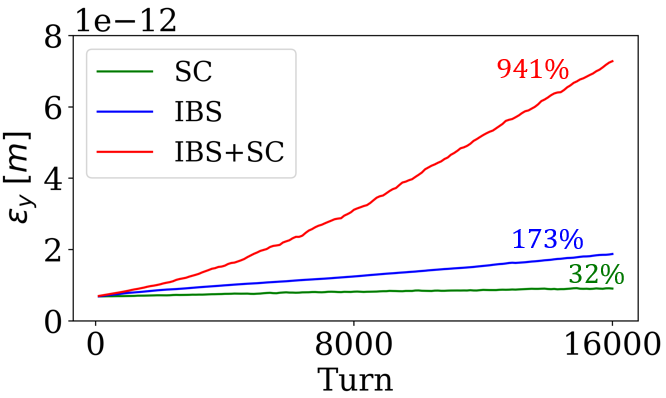 1e−12
8
6
4
2
0
εy [m]
SC
IBS
IBS+SC
941%
173%
32%
0 8000 16000
Turn